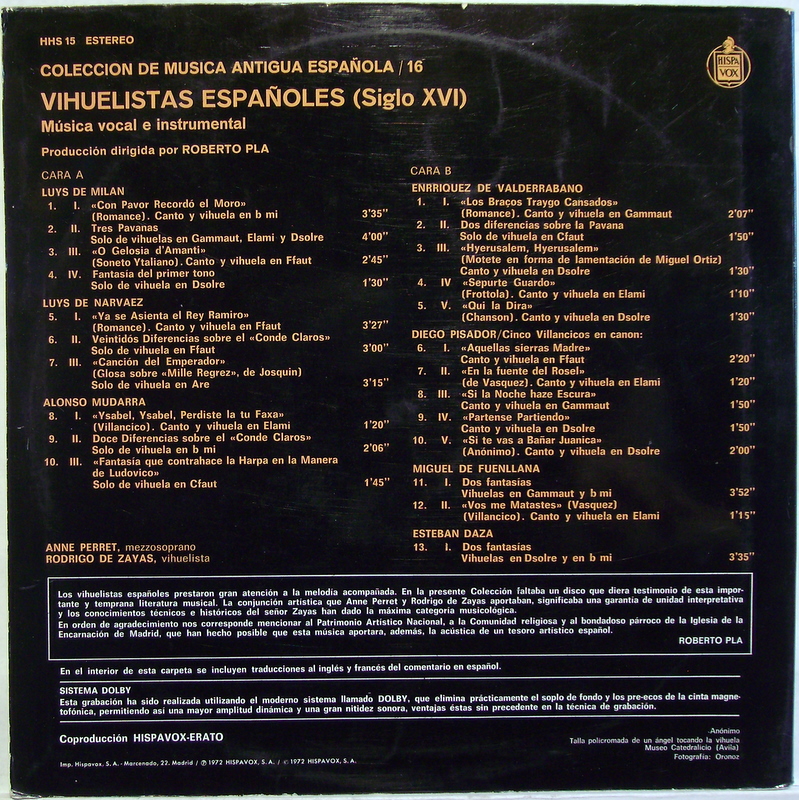 HHS 15 ESTEREO
COLECCION DE MUSICA ANTIGUA ESPAÑOLA / 16
HISPA
VOX
VIHUELISTAS ESPAÑOLES (Siglo XVI)
Música vocal e instrumental
Producción dirigida por ROBERTO PLA
CARA A
LUYS DE MILAN
1. I. «Con Pavor Recordó el Moro»
(Romance). Canto y vihuela en b mi 3'35''
2. II. Tres Pavanas
Solo de vihuelas en Gammaut, Elami y Dsolre 4'00''
3. III. «O Gelosia d'Amanti»
(Soneto Ytaliano). Canto y vihuela en Ffaut 2'45''
4. IV. Fantasía del primer tono
Solo de vihuela en Dsolre 1'30''
LUYS DE NARVAEZ
5. I. «Ya se Asienta el Rey Ramiro»
(Romance). Canto y vihuela en Ffaut 3'27''
6. II. Veintidós Diferencias sobre el «Conde Claros»
Solo de vihuela en Ffaut 3'00''
7. III. «Canción del Emperador»
(Glosa sobre «Mille Regrez», de Josquin)
Solo de vihuela en Are 3'15''
ALONSO MUDARRA
8. I. «Ysabel, Ysabel, Perdiste la tu Faxa»
(Villancico). Canto y vihuela en Elami 1'20''
9. II. Doce Diferencias sobre el «Conde Claros»
Solo de vihuela en b mi 2'06''
10. III. «Fantasía que contrahace la Harpa en la Manera
de Ludovico»
Solo de vihuela en Cfaut 1'45''
ANNE PERRET, mezzosoprano
RODRIGO DE ZAYAS, vihuelista
CARA B
ENRRIQUEZ DE VALDERRABANO
1. I. «Los Braços Traygo Cansados»
(Romance). Canto y vihuela en Gammaut 2'07''
2. II. Dos diferencias sobre la Pavana
Solo de vihuela en Cfaut 1'50''
3. III. «Hyerusalem, Hyerusalem»
(Motete en forma de lamentación de Miguel Ortiz)
Canto y vihuela en Dsolre 1'30''
4. IV «Sepurte Guardo»
(Frottola). Canto y vihuela en Elami 1'10''
5. V. «Qui la Dira»
(Chanson). Canto y vihuela en Dsolre 1'30''
DIEGO PISADOR/Cinco Villancicos en canon:
6. I. «Aquellas sierras Madre»
Canto y vihuela en Ffaut 2'20''
7. II. «En la fuente del Rosel»
(de Vasquez). Canto y vihuela en Elami 1'20''
8. III. «Si la Noche haze Escura»
Canto y vihuela en Gammaut 1'50''
9. IV. «Partense Partiendo»
Canto y vihuela en Dsolre 1'50''
10. V. «Si te vas a Bañar Juanica»
(Anónimo). Canto y vihuela en Dsolre 2'00''
MIGUEL DE FUENLLANA
11. I. Dos fantasías
Vihuelas en Gammaut y b mi 3'52''
12. II. «Vos me Matastes» (Vasquez)
(Villancico). Canto y vihuela en Elami 1'15''
ESTEBAN DAZA
13. I. Dos fantasías
Vihuelas en Dsolre y en b mi 3'35''
Los vihuelistas españoles prestaron gran atención a la melodía acompañada. En la presente Colección faltaba un disco que diera testimonio de esta impor-
tante y temprana literatura musical. La conjunción artística que Anne Perret y Rodrigo de Zayas aportaban, significaba una garantía de unidad interpretativa
y los conocimientos técnicos e históricos del señor Zayas han dado la máxima categoría musicológica.
En orden de agradecimiento nos corresponde mencionar al Patrimonio Artístico Nacional, a la Comunidad religiosa y al bondadoso párroco de la Iglesia de la
Encarnación de Madrid, que han hecho posible que esta música aportara, además, la acústica de un tesoro artístico español.
ROBERTO PLA
En el interior de esta carpeta se incluyen traducciones al inglés y francés del comentario en español.
SISTEMA DOLBY
Esta grabación ha sido realizada utilizando el moderno sistema llamado DOLBY, que elimina prácticamente el soplo de fondo y los pre-ecos de la cinta magne-
tofónica, permitiendo así una mayor amplitud dinámica y una gran nitidez sonora, ventajas éstas sin precedente en la técnica de grabación.
Coproducción HISPAVOX-ERATO
Anónimo
Talla policromada de un ángel tocando la vihuela
Museo Catedralicio (Avila)
Fotografía: Oronoz
Imp. Hispavox, S. A. - Marcenado, 22. Madrid / ℗ 1972 HISPAVOX, S. A. / © 1972 HISPAVOX, S. A.